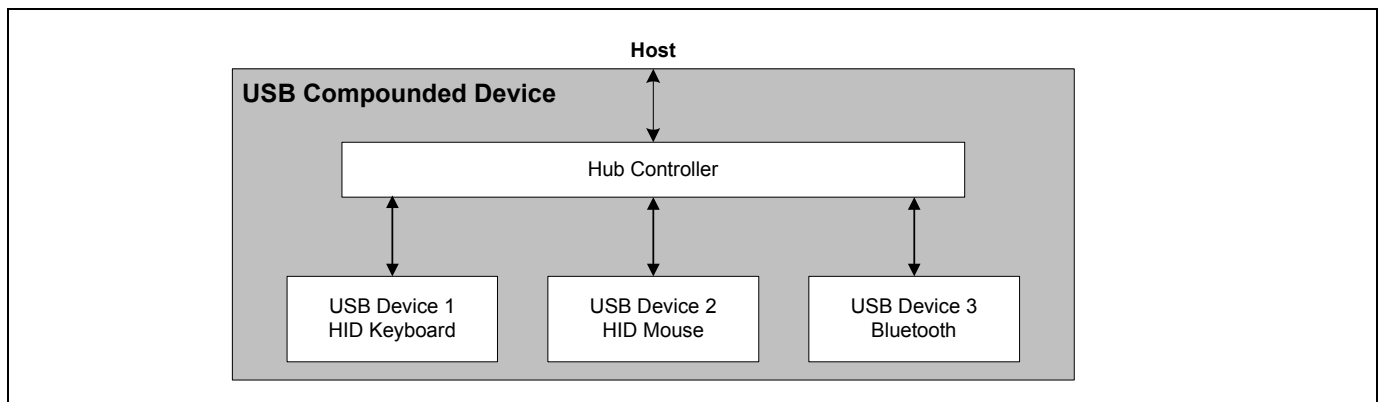 Host
USB Compounded Device
Hub Controller
USB Device 1
HID Keyboard
USB Device 2
HID Mouse
USB Device 3
Bluetooth